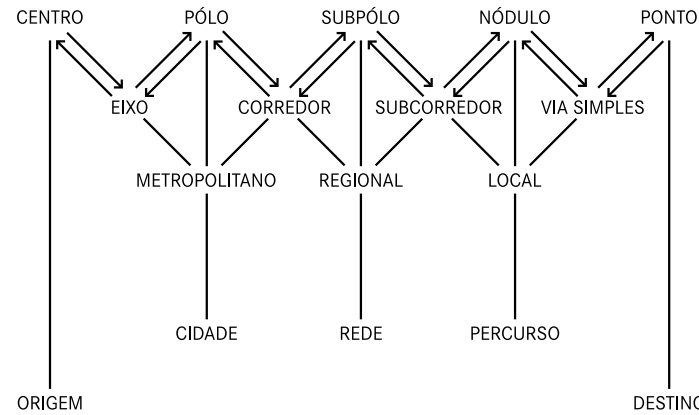 CENTRO PÓLO SUBPÓLO NÓDULO PONTO
EIXO CORREDOR SUBCORREDOR VIA SIMPLES
METROPOLITANO REGIONAL LOCAL
CIDADE REDE PERCURSO
ORIGEM DESTINO